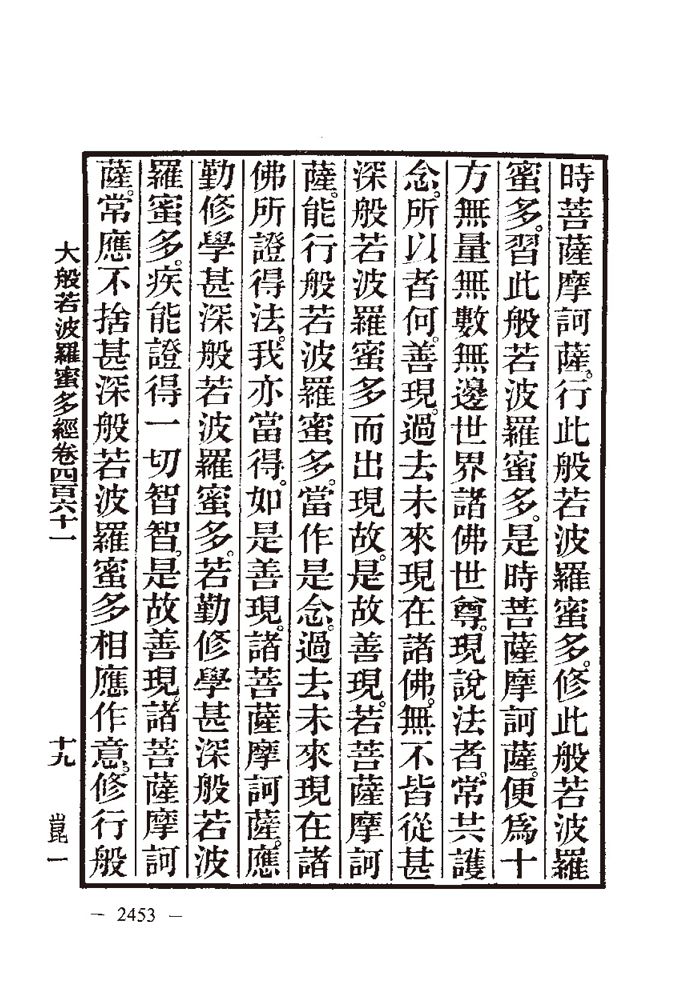 時菩薩摩訶薩。行此般若波羅蜜多。修此般若波羅
蜜多。習此般若波羅蜜多。是時菩薩摩訶薩。便爲十
方無量無數無邊世界諸佛世尊。現說法者。常共護
念。所以者何。善現。過去未來現在諸佛。無不皆從甚
深般若波羅蜜多而出現故。是故善現。若菩薩摩訶
薩。能行般若波羅蜜多。當作是念。過去未來現在諸
佛所證得法。我亦當得。如是善現。諸菩薩摩訶薩。應
勤修學甚深般若波羅蜜多。若勤修學甚深般若波
羅蜜多。疾能證得一切智智。是故善現。諸菩薩摩訶
薩。常應不捨甚深般若波羅蜜多相應作意。修行般
大般若波羅蜜多經卷四百六十一 十九 崑一
— 2453 —